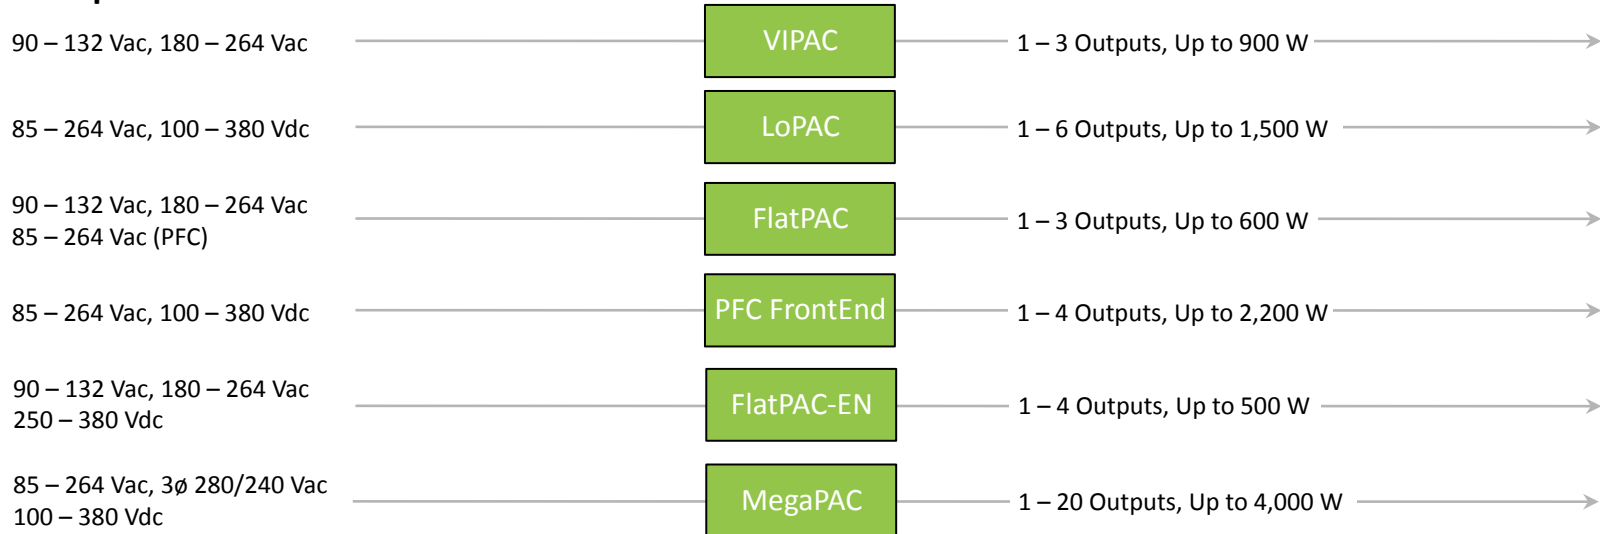 90 – 132 Vac, 180 – 264 Vac
VIPAC
1 – 3 Outputs, Up to 900 W
85 – 264 Vac, 100 – 380 Vdc
LoPAC
1 – 6 Outputs, Up to 1,500 W
90 – 132 Vac, 180 – 264 Vac
85 – 264 Vac (PFC)
FlatPAC
1 – 3 Outputs, Up to 600 W
85 – 264 Vac, 100 – 380 Vdc
PFC FrontEnd
1 – 4 Outputs, Up to 2,200 W
90 – 132 Vac, 180 – 264 Vac
250 – 380 Vdc
FlatPAC-EN
1 – 4 Outputs, Up to 500 W
85 – 264 Vac, 3ø 280/240 Vac
100 – 380 Vdc
MegaPAC
1 – 20 Outputs, Up to 4,000 W